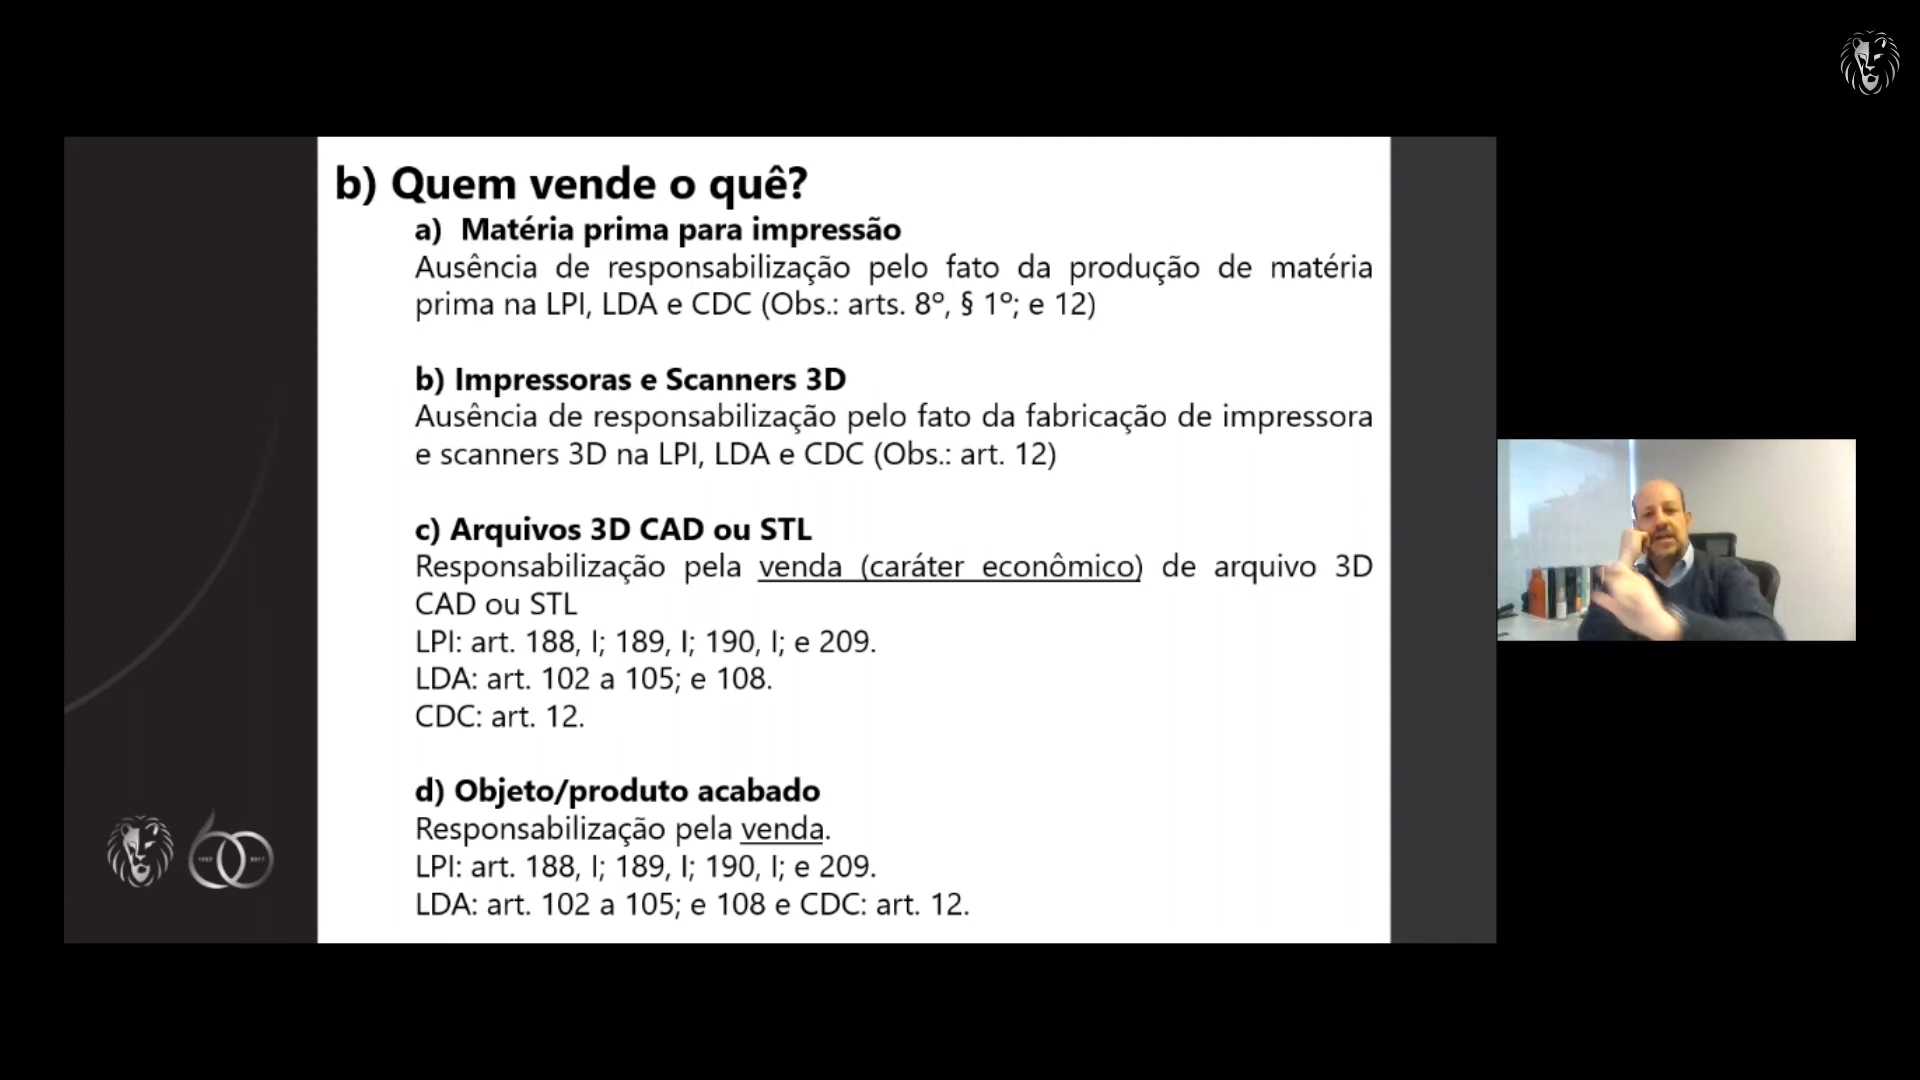 b) Quem vende o quê?
a) Matéria prima para impressão
Ausência de responsabilização pelo fato da produção de matéria
prima na LPI, LDA e CDC (Obs.: arts. 8º, § 1º; e 12)
b) Impressoras e Scanners 3D
Ausência de responsabilização pelo fato da fabricação de impressora
e scanners 3D na LPI, LDA e CDC (Obs.: art. 12)
c) Arquivos 3D CAD ou STL
Responsabilização pela venda (caráter econômico) de arquivo 3D
CAD ou STL
LPI: art. 188, I; 189, I; 190, I; e 209.
LDA: art. 102 a 105; e 108.
CDC: art. 12.
d) Objeto/produto acabado
Responsabilização pela venda.
LPI: art. 188, I; 189, I; 190, I; e 209.
LDA: art. 102 a 105; e 108 e CDC: art. 12.
60